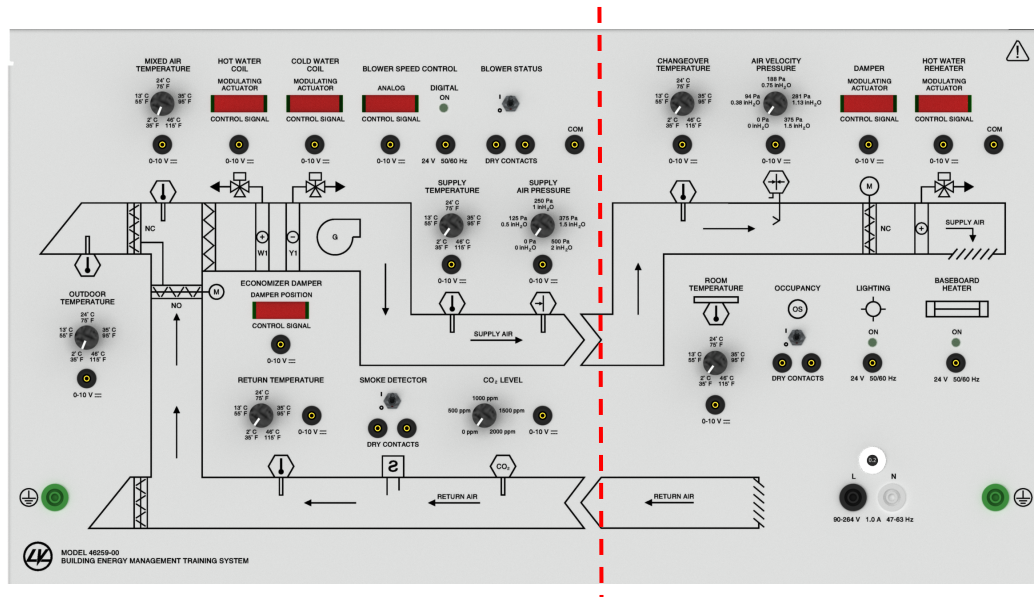 MIXED AIR
TEMPERATURE
24° C
75° F
13° C
55° F
35° C
95° F
2° C
35° F
46° C
115° F
0-10 V
HOT WATER
COIL
MODULATING
ACTUATOR
CONTROL SIGNAL
0-10 V
COLD WATER
COIL
MODULATING
ACTUATOR
CONTROL SIGNAL
0-10 V
BLOWER SPEED CONTROL
ANALOG
CONTROL SIGNAL
0-10 V
DIGITAL
ON
24 V 50/60 Hz
BLOWER STATUS
I
O
DRY CONTACTS
COM
CHANGEOVER
TEMPERATURE
24° C
75° F
13° C
55° F
35° C
95° F
2° C
35° F
46° C
115° F
0-10 V
AIR VELOCITY
PRESSURE
188 Pa
0.75 inH₂O
94 Pa
0.38 inH₂O
281 Pa
1.13 inH₂O
0 Pa
0 inH₂O
375 Pa
1.5 inH₂O
0-10 V
DAMPER
MODULATING
ACTUATOR
CONTROL SIGNAL
0-10 V
HOT WATER
REHEATER
MODULATING
ACTUATOR
CONTROL SIGNAL
0-10 V
COM
SUPPLY
TEMPERATURE
24° C
75° F
13° C
55° F
35° C
95° F
2° C
35° F
46° C
115° F
0-10 V
SUPPLY
AIR PRESSURE
250 Pa
1 inH₂O
125 Pa
0.5 inH₂O
375 Pa
1.5 inH₂O
0 Pa
0 inH₂O
500 Pa
2 inH₂O
0-10 V
NC
W1
Y1
G
M
NC
SUPPLY AIR
NO
M
OUTDOOR
TEMPERATURE
24° C
75° F
13° C
55° F
35° C
95° F
2° C
35° F
46° C
115° F
0-10 V
ECONOMIZER DAMPER
DAMPER POSITION
CONTROL SIGNAL
0-10 V
SUPPLY AIR
ROOM
TEMPERATURE
24° C
75° F
13° C
55° F
35° C
95° F
2° C
35° F
46° C
115° F
0-10 V
OCCUPANCY
OS
I
O
DRY CONTACTS
LIGHTING
ON
24 V 50/60 Hz
BASEBOARD
HEATER
ON
24 V 50/60 Hz
RETURN TEMPERATURE
24° C
75° F
13° C
55° F
35° C
95° F
2° C
35° F
46° C
115° F
0-10 V
SMOKE DETECTOR
I
O
DRY CONTACTS
S
CO₂ LEVEL
1000 ppm
500 ppm
1500 ppm
0 ppm
2000 ppm
0-10 V
CO₂
RETURN AIR
RETURN AIR
0.2
L
N
90-264 V 1.0 A 47-63 Hz
MODEL 46259-00
BUILDING ENERGY MANAGEMENT TRAINING SYSTEM